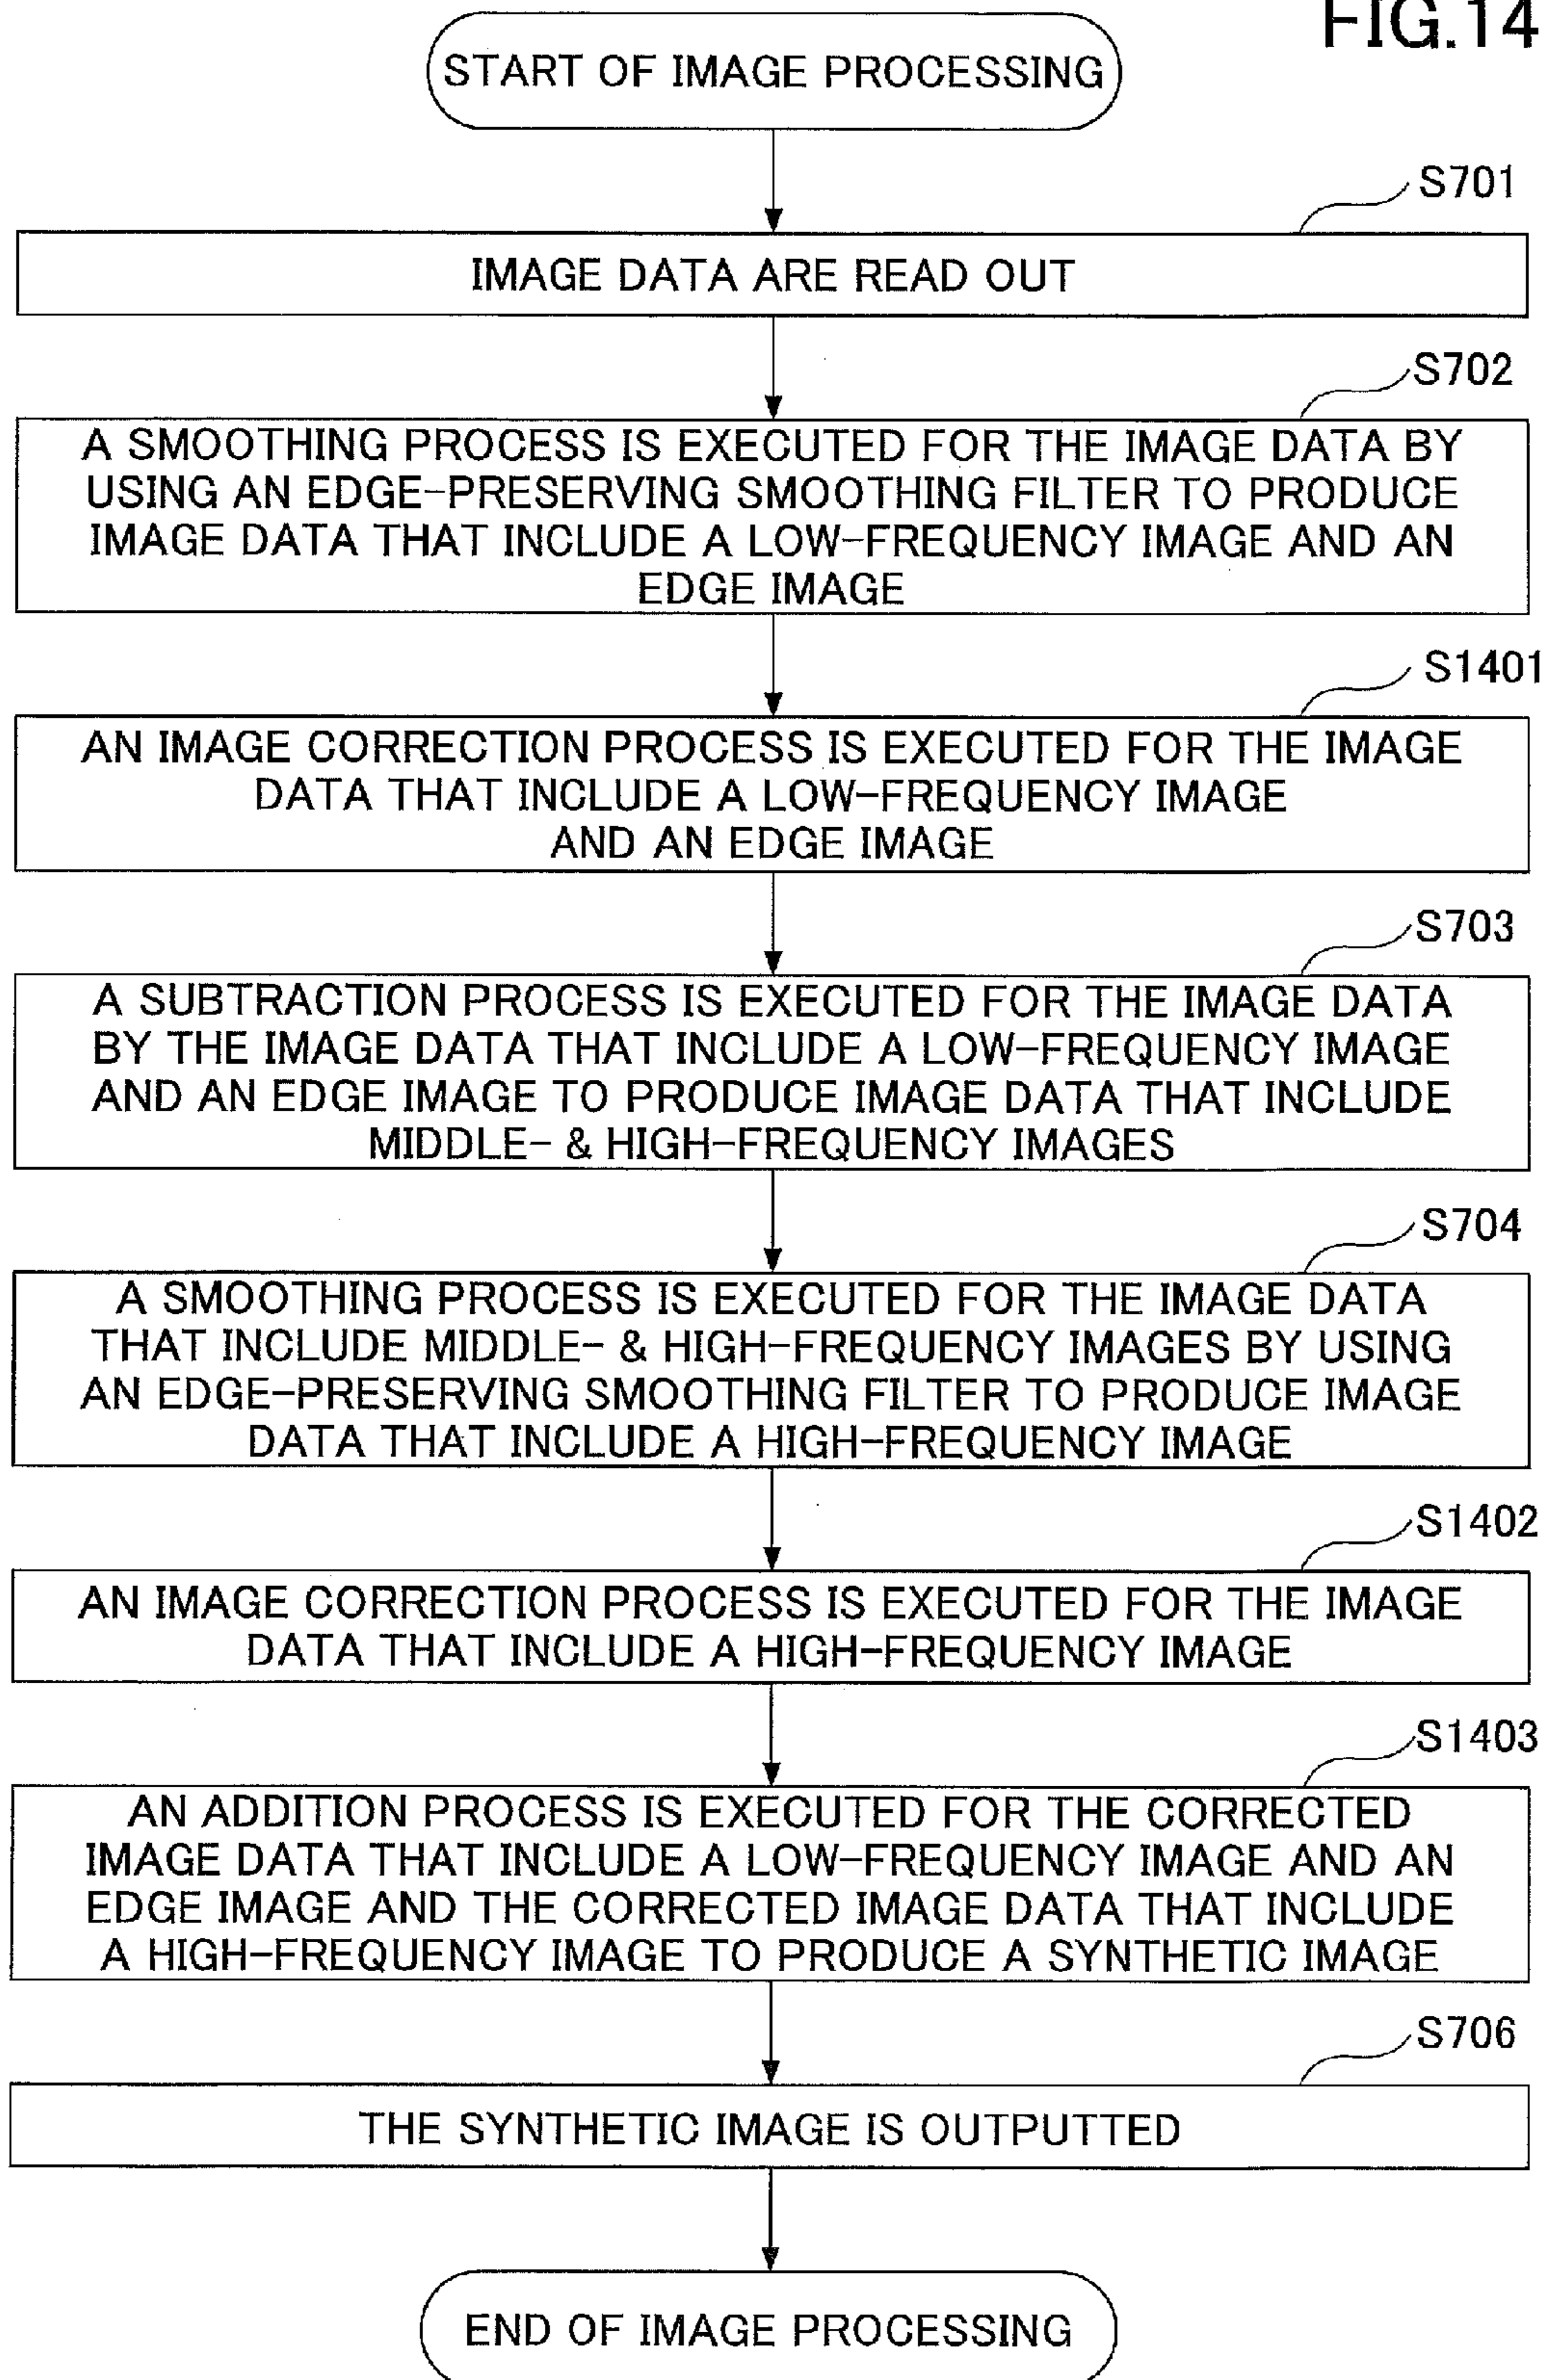 FIG.14
START OF IMAGE PROCESSING
S701
IMAGE DATA ARE READ OUT
S702
A SMOOTHING PROCESS IS EXECUTED FOR THE IMAGE DATA BY
USING AN EDGE-PRESERVING SMOOTHING FILTER TO PRODUCE
IMAGE DATA THAT INCLUDE A LOW-FREQUENCY IMAGE AND AN
EDGE IMAGE
S1401
AN IMAGE CORRECTION PROCESS IS EXECUTED FOR THE IMAGE
DATA THAT INCLUDE A LOW-FREQUENCY IMAGE
AND AN EDGE IMAGE
S703
A SUBTRACTION PROCESS IS EXECUTED FOR THE IMAGE DATA
BY THE IMAGE DATA THAT INCLUDE A LOW-FREQUENCY IMAGE
AND AN EDGE IMAGE TO PRODUCE IMAGE DATA THAT INCLUDE
MIDDLE- & HIGH-FREQUENCY IMAGES
S704
A SMOOTHING PROCESS IS EXECUTED FOR THE IMAGE DATA
THAT INCLUDE MIDDLE- & HIGH-FREQUENCY IMAGES BY USING
AN EDGE-PRESERVING SMOOTHING FILTER TO PRODUCE IMAGE
DATA THAT INCLUDE A HIGH-FREQUENCY IMAGE
S1402
AN IMAGE CORRECTION PROCESS IS EXECUTED FOR THE IMAGE
DATA THAT INCLUDE A HIGH-FREQUENCY IMAGE
S1403
AN ADDITION PROCESS IS EXECUTED FOR THE CORRECTED
IMAGE DATA THAT INCLUDE A LOW-FREQUENCY IMAGE AND AN
EDGE IMAGE AND THE CORRECTED IMAGE DATA THAT INCLUDE
A HIGH-FREQUENCY IMAGE TO PRODUCE A SYNTHETIC IMAGE
S706
THE SYNTHETIC IMAGE IS OUTPUTTED
END OF IMAGE PROCESSING